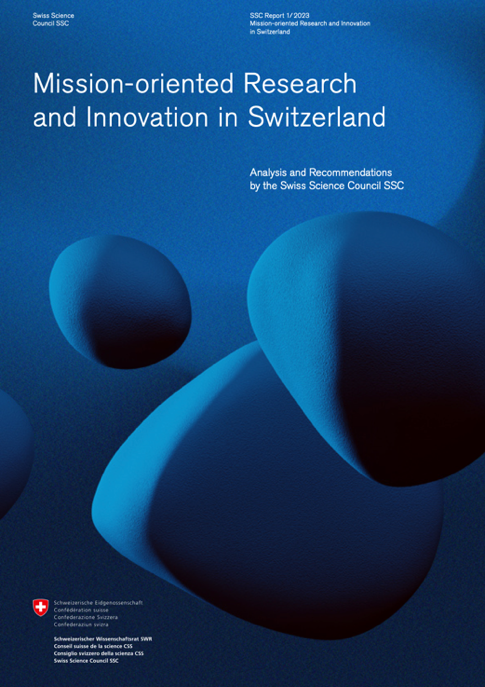 Swiss Science
Council SSC
SSC Report 1/2023
Mission-oriented Research and Innovation
in Switzerland
Mission-oriented Research
and Innovation in Switzerland
Analysis and Recommendations
by the Swiss Science Council SSC
Schweizerische Eidgenossenschaft
Confédération suisse
Confederazione Svizzera
Confederaziun svizra
Schweizerischer Wissenschaftsrat SWR
Conseil suisse de la science CSS
Consiglio svizzero della scienza CSS
Swiss Science Council SSC